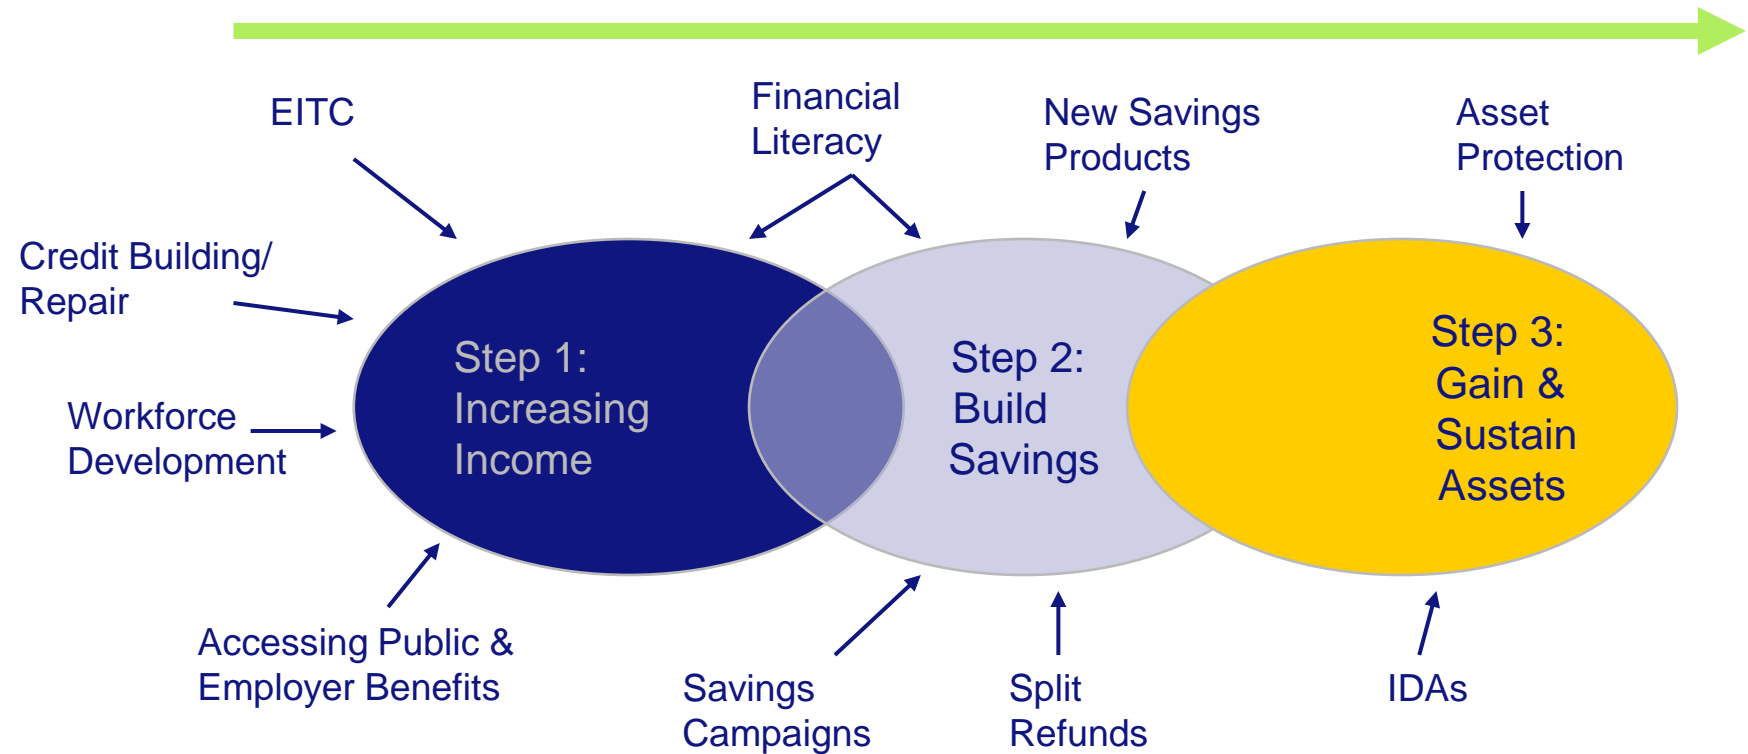 EITC
Financial
Literacy
New Savings
Products
Asset
Protection
Credit Building/
Repair
Workforce
Development
Step 1:
Increasing
Income
Step 2:
Build
Savings
Step 3:
Gain &
Sustain
Assets
Accessing Public &
Employer Benefits
Savings
Campaigns
Split
Refunds
IDAs